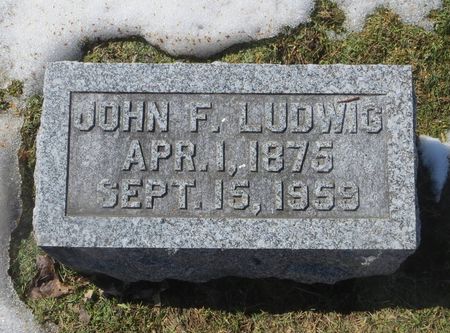 JOHN F. LUDWIG
APR. 1, 1875
SEPT. 15, 1959